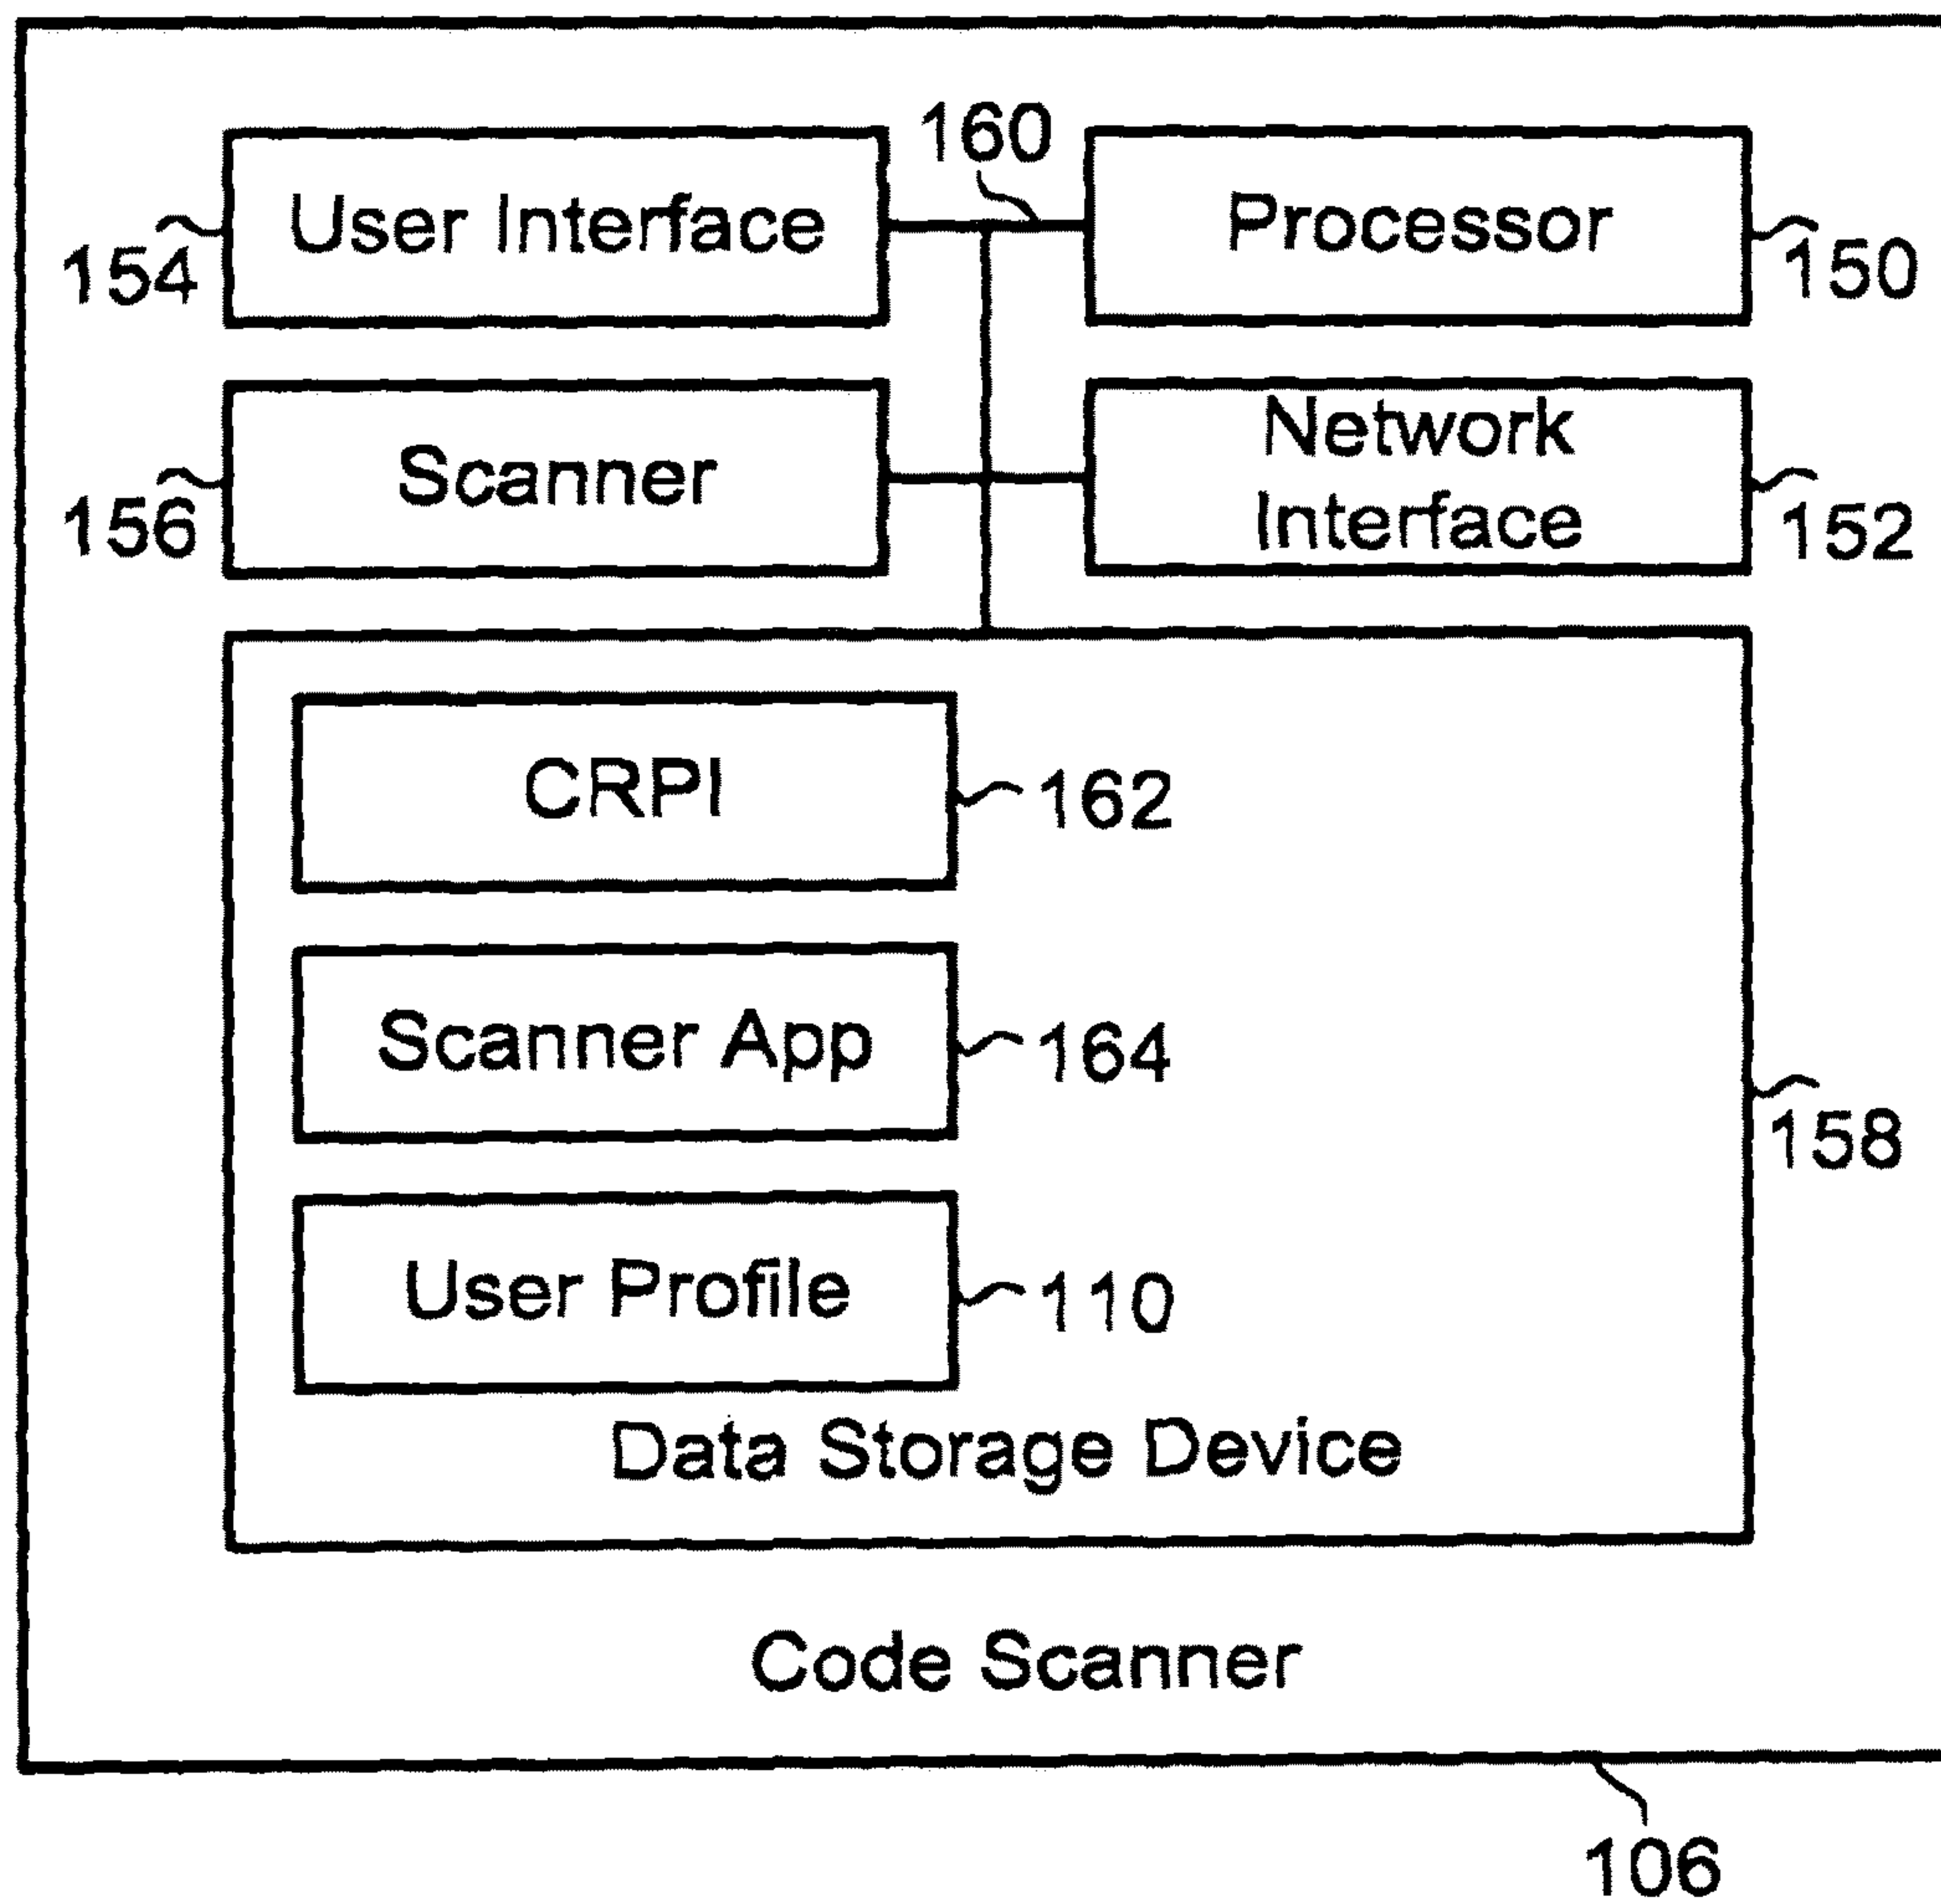 160
User Interface
Processor
154
150
Scanner
Network
Interface
156
152
CRPI
162
Scanner App
164
158
User Profile
110
Data Storage Device
Code Scanner
106